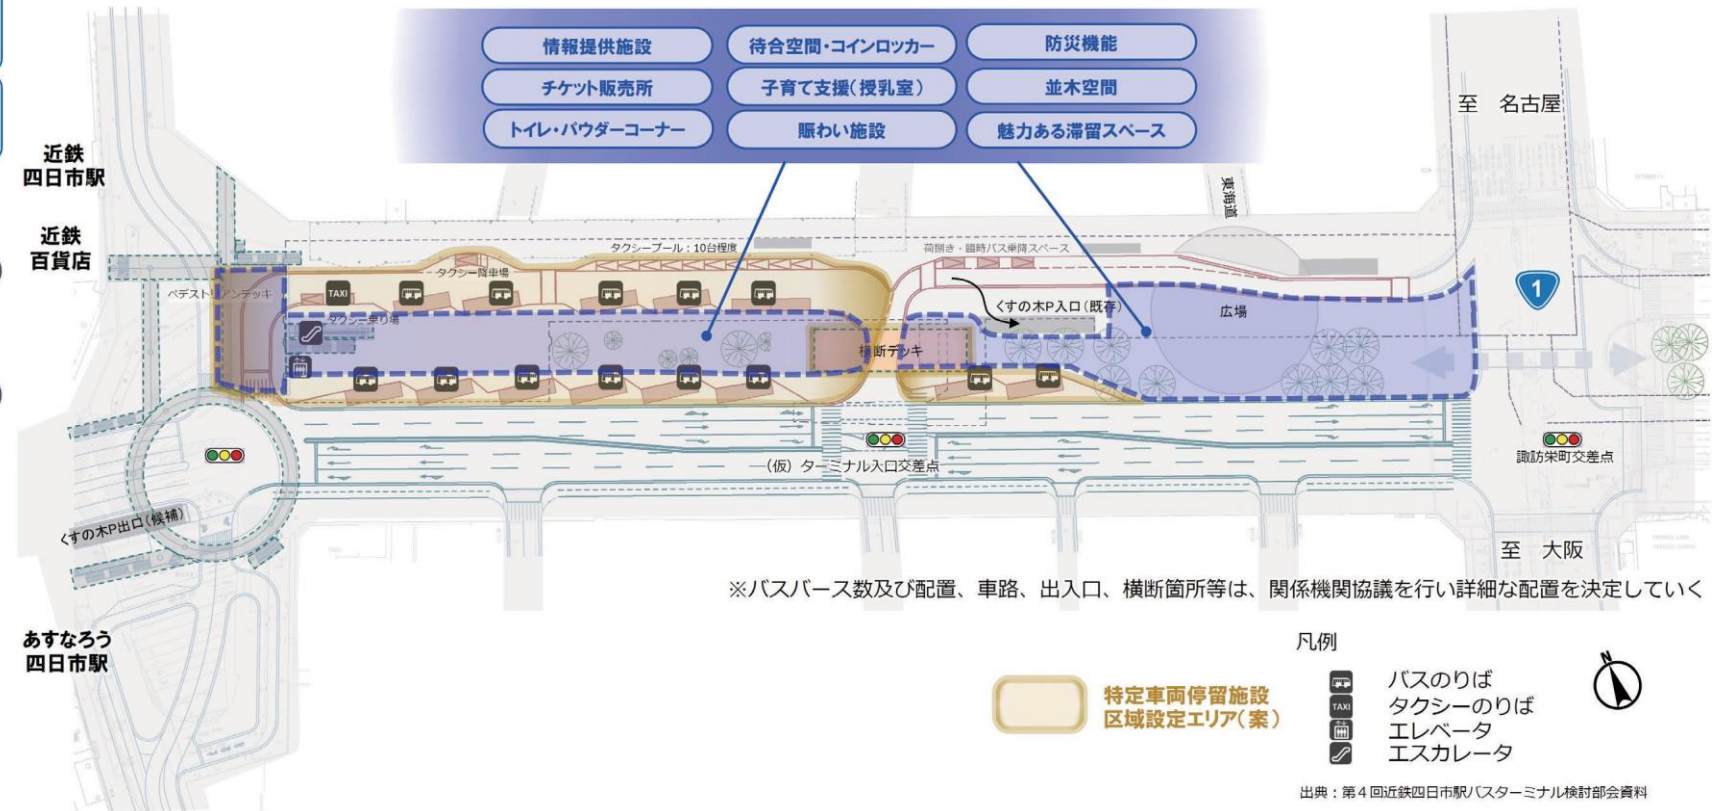 情報提供施設
待合空間・コインロッカー
防災機能
チケット販売所
子育て支援(授乳室)
並木空間
トイレ・パウダーコーナー
賑わい施設
魅力ある滞留スペース
至 名古屋
近鉄
四日市駅
近鉄
百貨店
東海道
タクシープール:10台程度
荷捌き・臨時バス乗降スペース
タクシー降車場
ペデストリアンデッキ
TAXI
タクシー乗り場
くすの木P入口(既存)
広場
1
横断デッキ
(仮)ターミナル入口交差点
諏訪栄町交差点
くすの木P出口(候補)
至 大阪
※バスバース数及び配置、車路、出入口、横断箇所等は、関係機関協議を行い詳細な配置を決定していく
あすなろう
四日市駅
凡例
N
特定車両停留施設
区域設定エリア(案)
バスのりば
TAXI タクシーのりば
エレベータ
エスカレータ
出典:第4回近鉄四日市駅バスターミナル検討部会資料